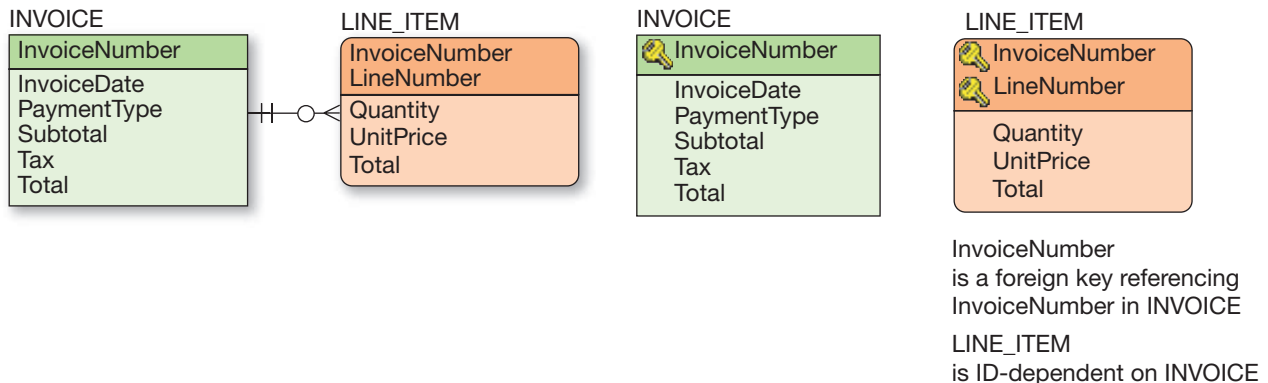 INVOICE
InvoiceNumber
InvoiceDate
PaymentType
Subtotal
Tax
Total
LINE_ITEM
InvoiceNumber
LineNumber
Quantity
UnitPrice
Total
INVOICE
InvoiceNumber
InvoiceDate
PaymentType
Subtotal
Tax
Total
LINE_ITEM
InvoiceNumber
LineNumber
Quantity
UnitPrice
Total
InvoiceNumber
is a foreign key referencing
InvoiceNumber in INVOICE
LINE_ITEM
is ID-dependent on INVOICE